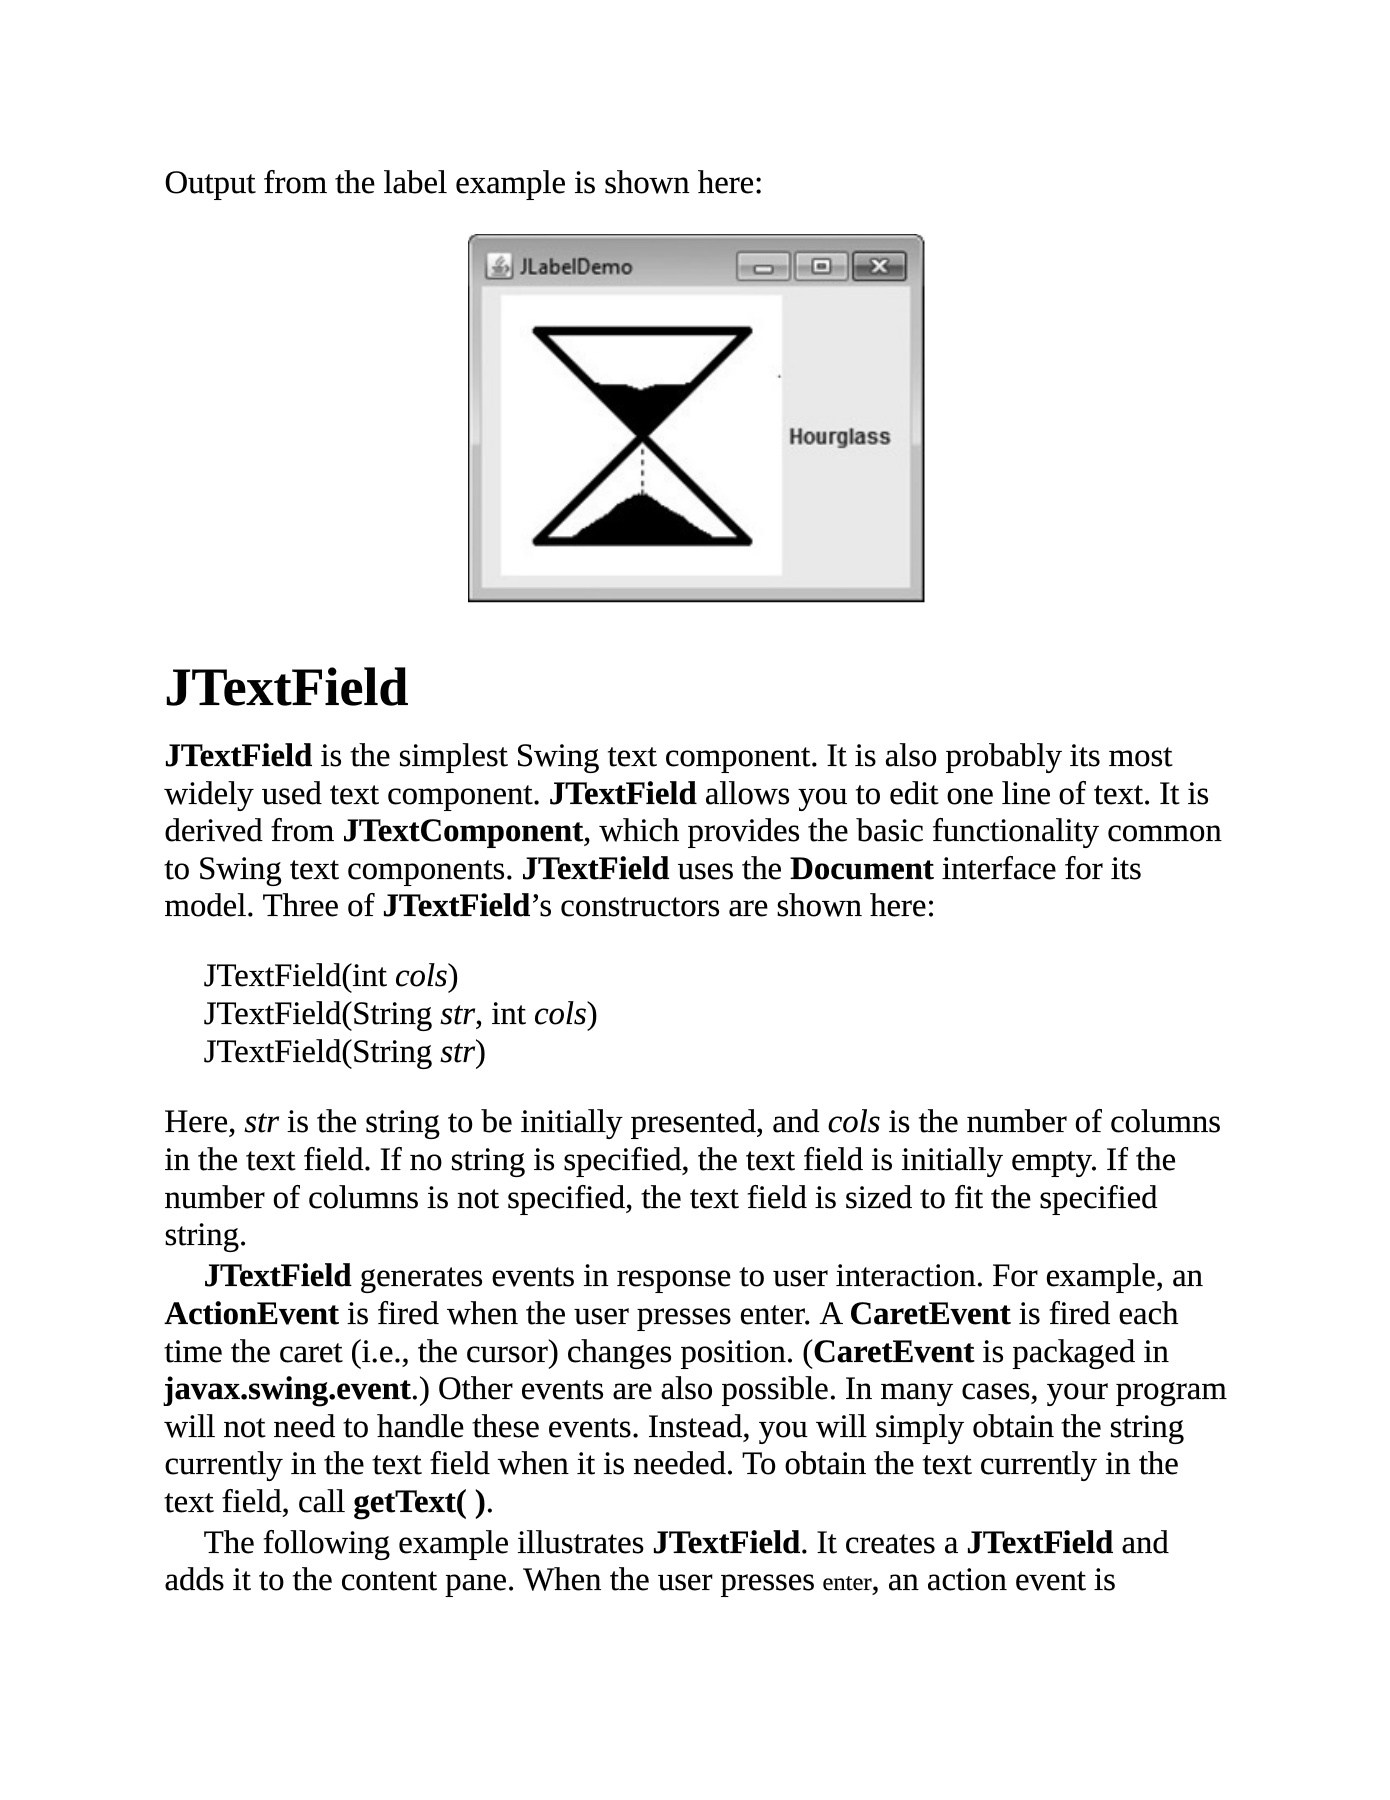 Output from the label example is shown here:
JLabelDemo
Hourglass
JTextField
JTextField is the simplest Swing text component. It is also probably its most
widely used text component. JTextField allows you to edit one line of text. It is
derived from JTextComponent, which provides the basic functionality common
to Swing text components. JTextField uses the Document interface for its
model. Three of JTextField’s constructors are shown here:
JTextField(int cols)
JTextField(String str, int cols)
JTextField(String str)
Here, str is the string to be initially presented, and cols is the number of columns
in the text field. If no string is specified, the text field is initially empty. If the
number of columns is not specified, the text field is sized to fit the specified
string.
JTextField generates events in response to user interaction. For example, an
ActionEvent is fired when the user presses enter. A CaretEvent is fired each
time the caret (i.e., the cursor) changes position. (CaretEvent is packaged in
javax.swing.event.) Other events are also possible. In many cases, your program
will not need to handle these events. Instead, you will simply obtain the string
currently in the text field when it is needed. To obtain the text currently in the
text field, call getText( ).
The following example illustrates JTextField. It creates a JTextField and
adds it to the content pane. When the user presses enter, an action event is